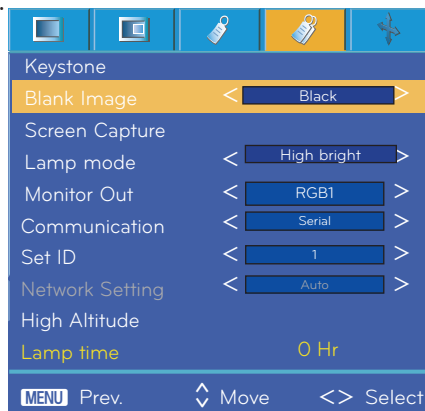 Keystone
Blank Image < Black >
Screen Capture
Lamp mode < High bright >
Monitor Out < RGB1 >
Communication < Serial >
Set ID < 1 >
Network Setting < Auto >
High Altitude
Lamp time 0 Hr
MENU Prev. Move <> Select